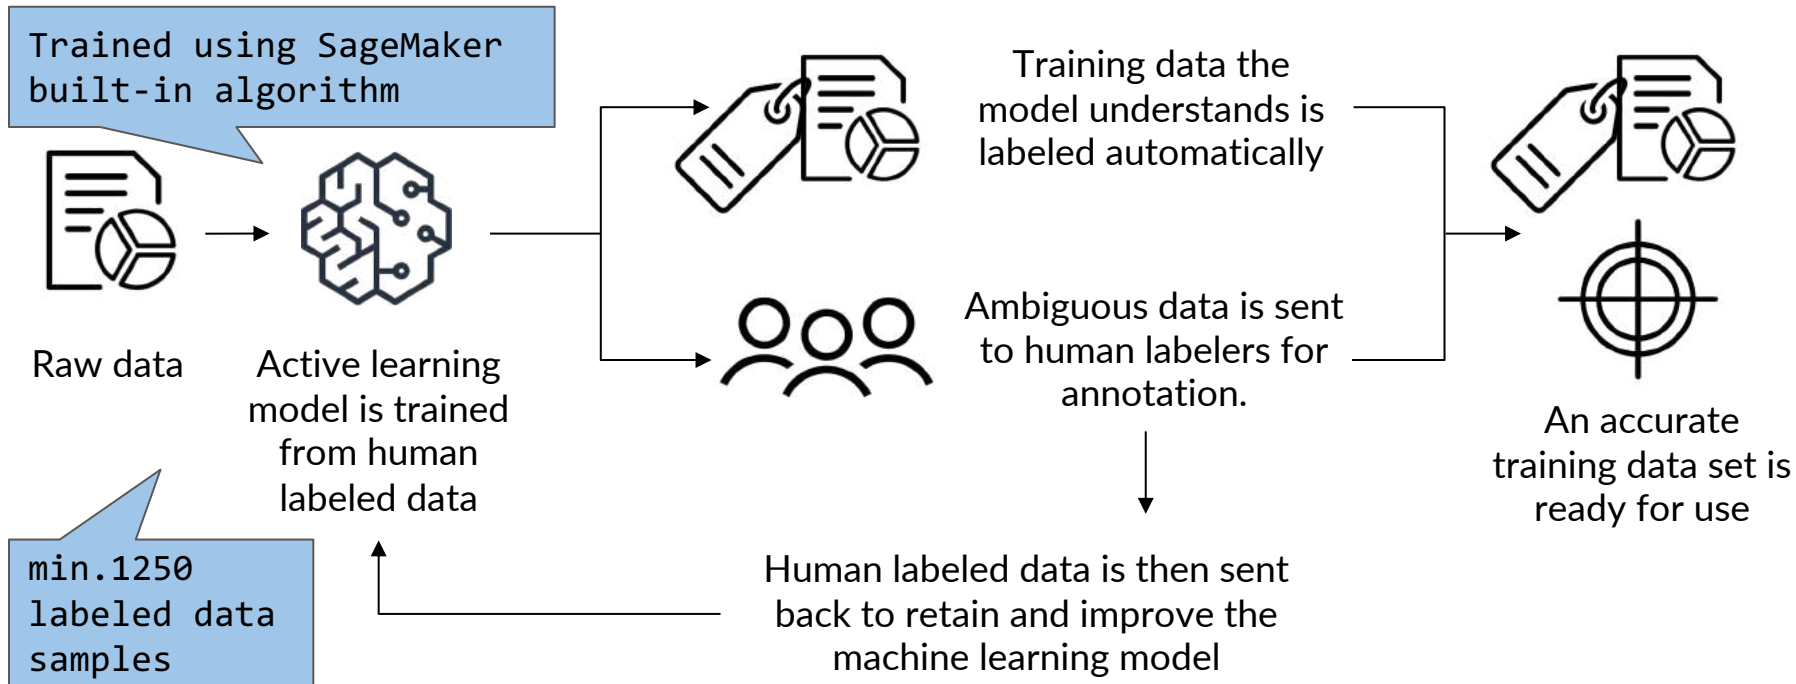 Trained using SageMaker
built-in algorithm
Raw data
Active learning
model is trained
from human
labeled data
min.1250
labeled data
samples
Training data the
model understands is
labeled automatically
Ambiguous data is sent
to human labelers for
annotation.
Human labeled data is then sent
back to retain and improve the
machine learning model
An accurate
training data set is
ready for use